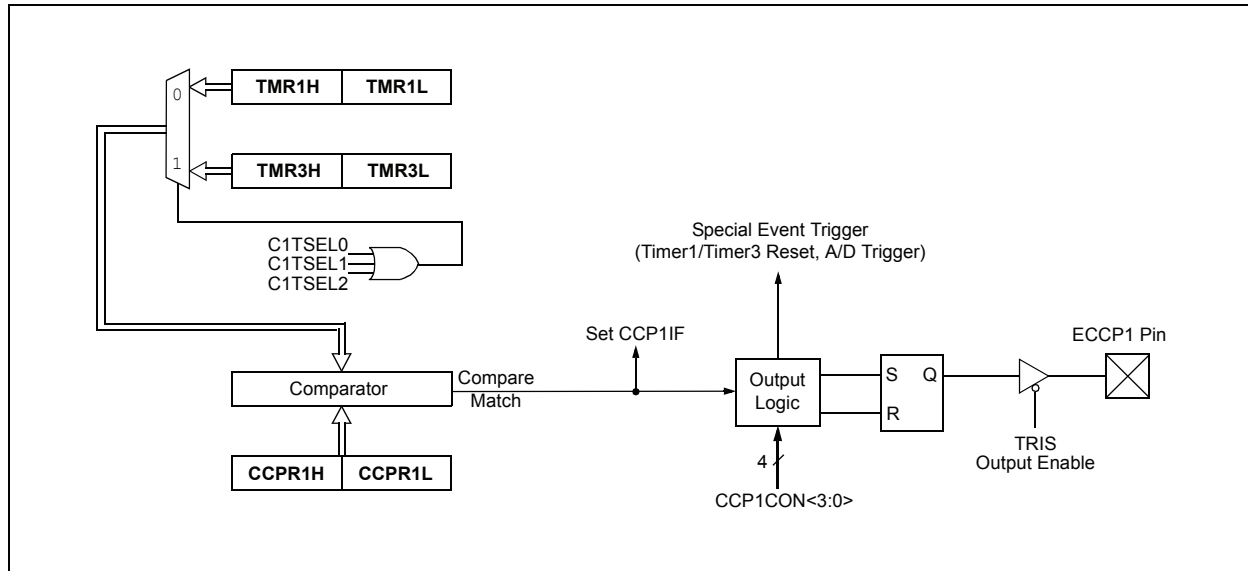 0
TMR1H TMR1L
1
TMR3H TMR3L
C1TSEL0
C1TSEL1
C1TSEL2
Special Event Trigger
(Timer1/Timer3 Reset, A/D Trigger)
Set CCP1IF
ECCP1 Pin
Comparator
Compare
Match
Output
Logic
S Q
R
TRIS
Output Enable
CCPR1H CCPR1L
4
CCP1CON<3:0>